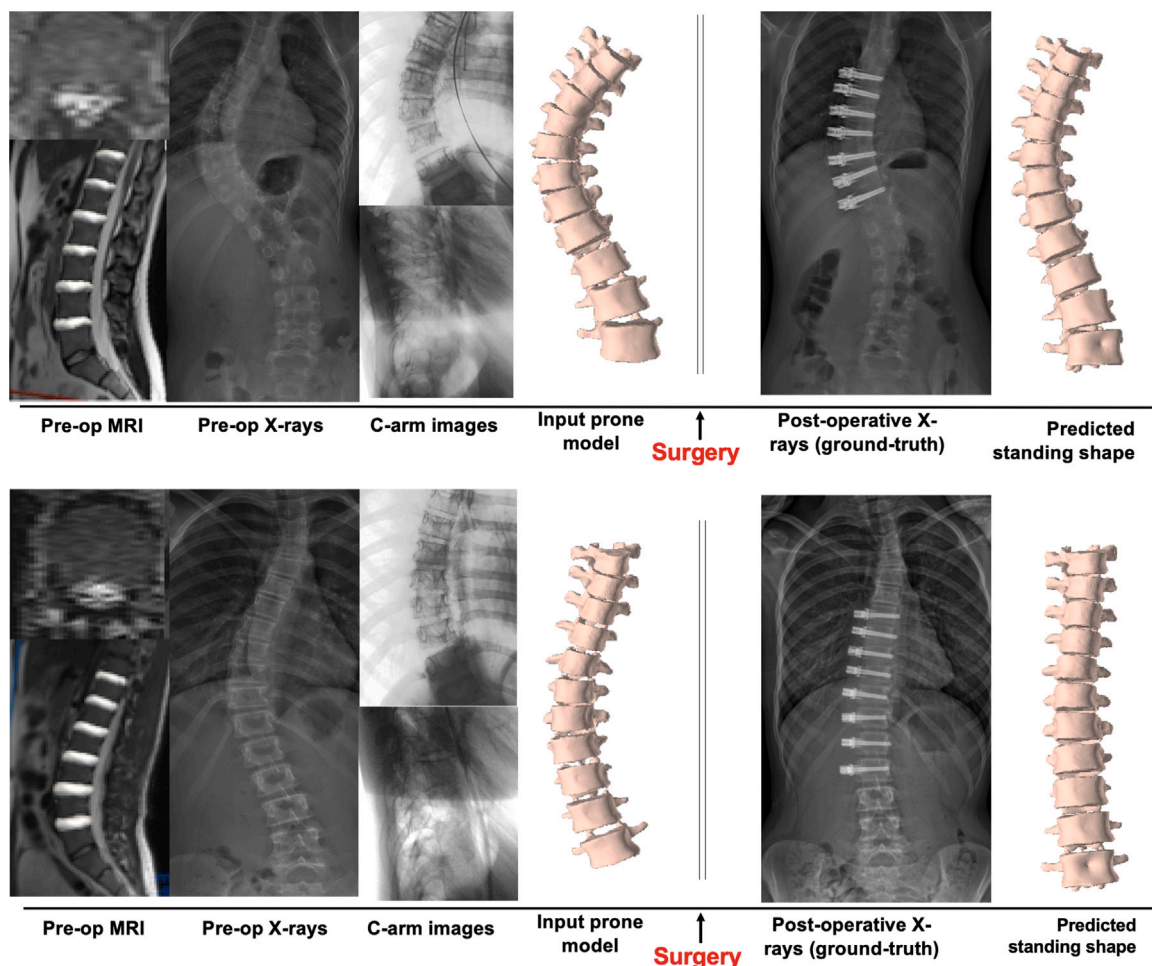 Pre-op MRI
Pre-op X-rays
C-arm images
Input prone
model
Surgery
Post-operative X-
rays (ground-truth)
Predicted
standing shape
Pre-op MRI
Pre-op X-rays
C-arm images
Input prone
model
Surgery
Post-operative X-
rays (ground-truth)
Predicted
standing shape